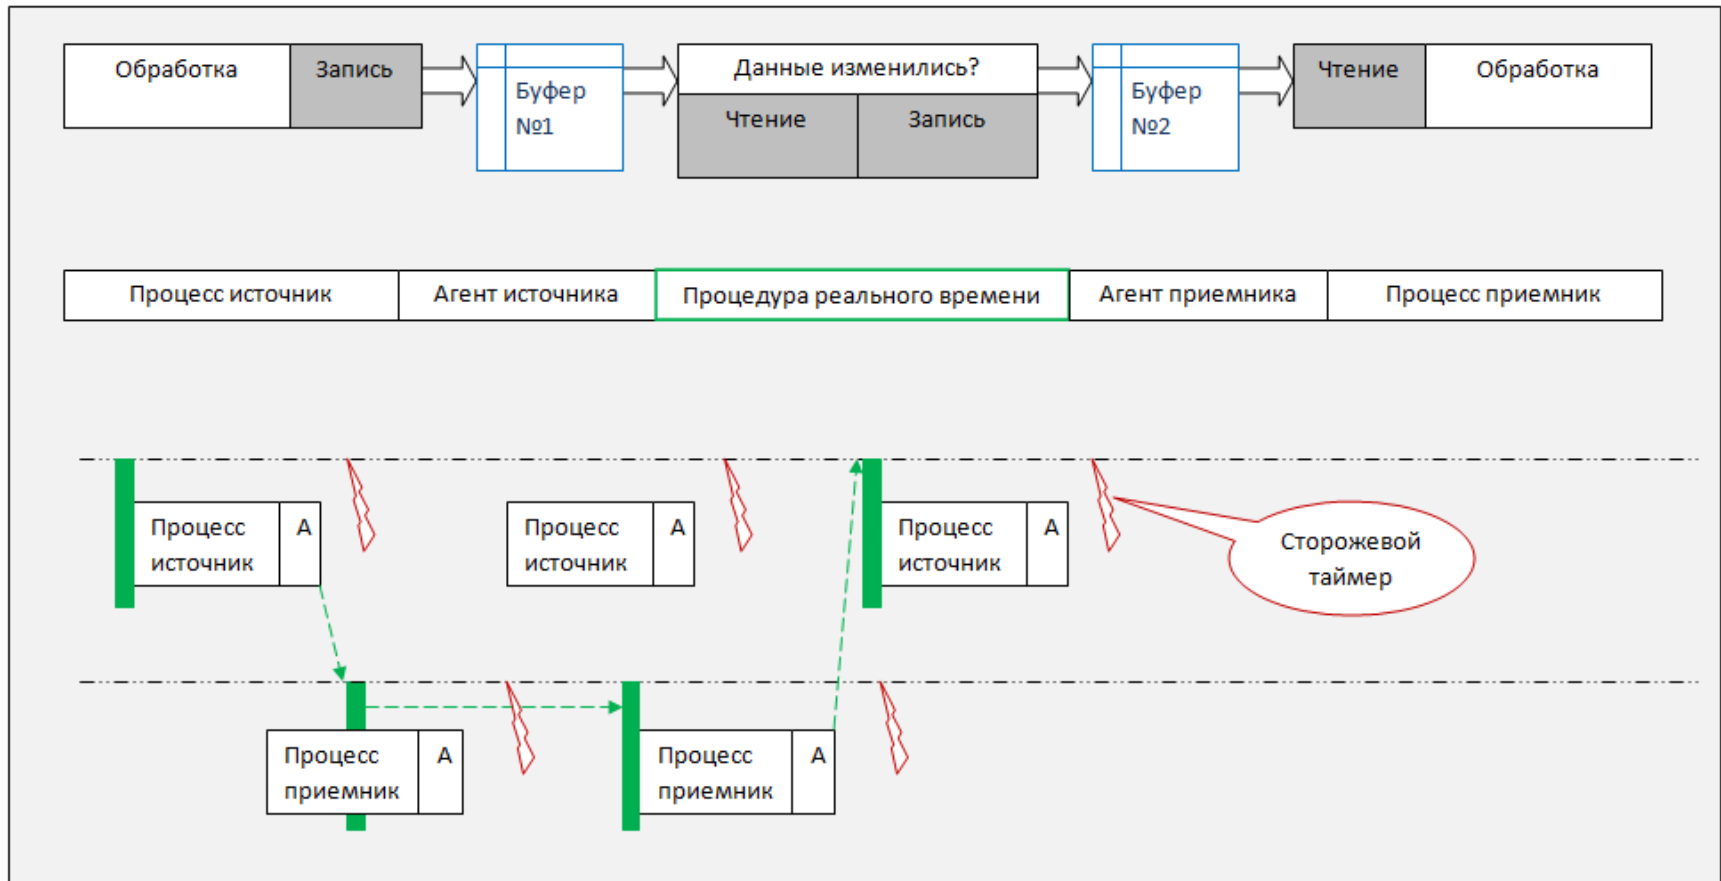 Обработка
Запись
Буфер
№1
Данные изменились?
Чтение
Запись
Буфер
№2
Чтение
Обработка
Процесс источник
Агент источника
Процедура реального времени
Агент приемника
Процесс приемник
Процесс
источник
А
Процесс
источник
А
Процесс
источник
А
Сторожевой
таймер
Процесс
приемник
А
Процесс
приемник
А